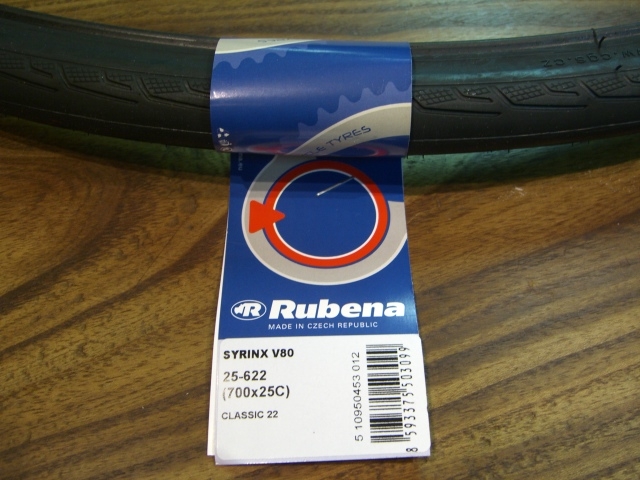 & TYRES
Rubena
MADE IN CZECH REPUBLIC
SYRINX V80
25-622
(700x25C)
CLASSIC 22
5 10950453 012
8 593375 503099